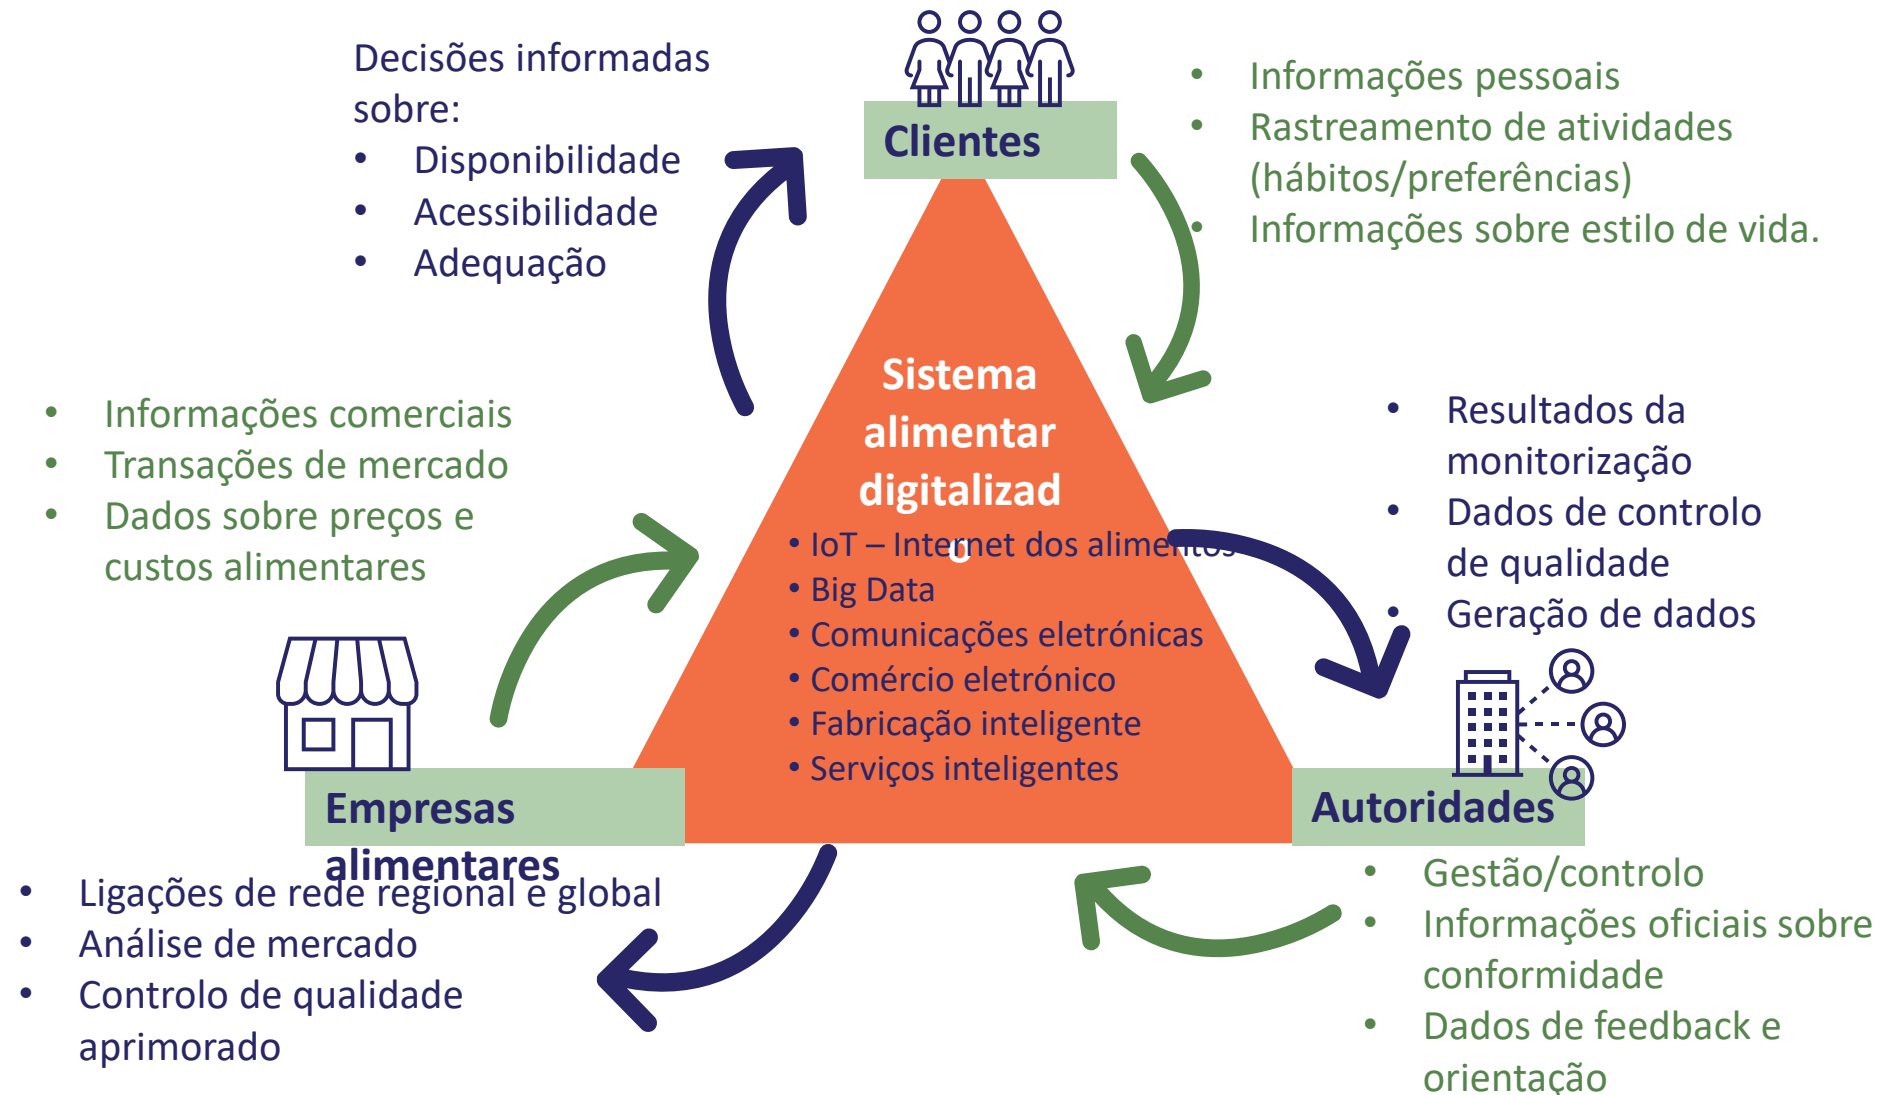 Decisões informadas
sobre:
• Disponibilidade
• Acessibilidade
• Adequação
Clientes
• Informações pessoais
• Rastreamento de atividades
(hábitos/preferências)
• Informações sobre estilo de vida.
• Informações comerciais
• Transações de mercado
• Dados sobre preços e
custos alimentares
Sistema
alimentar
digitalizad
o
• IoT – Internet dos alimentos
• Big Data
• Comunicações eletrónicas
• Comércio eletrónico
• Fabricação inteligente
• Serviços inteligentes
• Resultados da
monitorização
• Dados de controlo
de qualidade
• Geração de dados
Empresas
alimentares
Autoridades
• Ligações de rede regional e global
• Análise de mercado
• Controlo de qualidade
aprimorado
• Gestão/controlo
• Informações oficiais sobre
conformidade
• Dados de feedback e
orientação